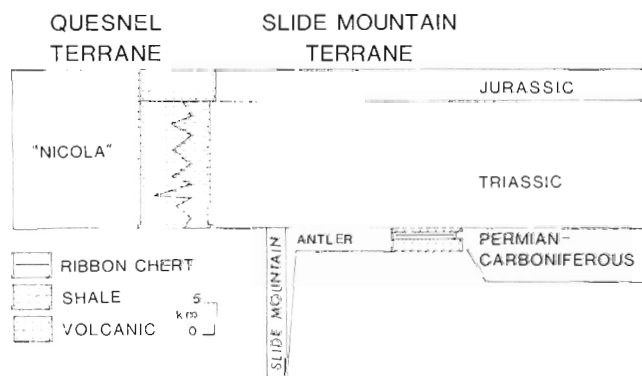 QUESNEL
TERRANE
SLIDE MOUNTAIN
TERRANE
JURASSIC
"NICOLA"
TRIASSIC
ANTLER
PERMIAN-
CARBONIFEROUS
SLIDE MOUNTAIN
RIBBON CHERT
SHALE
VOLCANIC
5
km
0